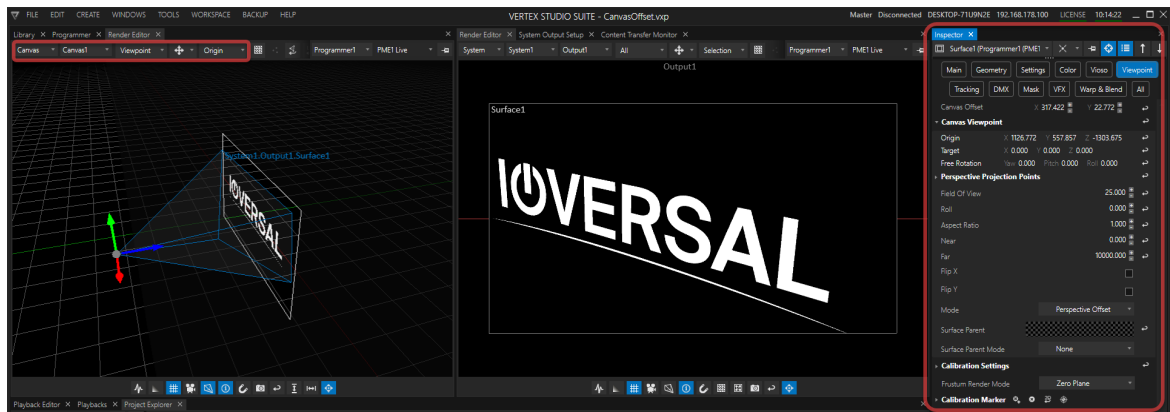 FILE EDIT CREATE WINDOWS TOOLS WORKSPACE BACKUP HELP VERTEX STUDIO SUITE - CanvasOffset.vxp Master Disconnected DESKTOP-71U9N2E 192.168.178.100 LICENSE 10:14:22
Library Programmer Render Editor Render Editor System Output Setup Content Transfer Monitor Inspector
Canvas Canvas1 Viewpoint Origin Programmer1 PME1 Live System System1 Output1 All Selection Programmer1 PME1 Live Surface1 (Programmer1 (PME1
Output1
Main Geometry Settings Color Vioso Viewpoint
Tracking DMX Mask VFX Warp & Blend All
Surface1
Canvas Offset X 317.422 Y 22.772
Canvas Viewpoint
Origin X 1126.772 Y 557.857 Z -1303.675
Target X 0.000 Y 0.000 Z 0.000
Free Rotation Yaw 0.000 Pitch 0.000 Roll 0.000
Perspective Projection Points
Field Of View 25.000
Roll 0.000
Aspect Ratio 1.000
Near 0.000
Far 10000.000
Flip X
Flip Y
Mode Perspective Offset
Surface Parent
Surface Parent Mode None
Calibration Settings
Frustum Render Mode Zero Plane
Calibration Marker
System1.Output1.Surface1
IOVERSAL
IOVERSAL
Playback Editor Playbacks Project Explorer